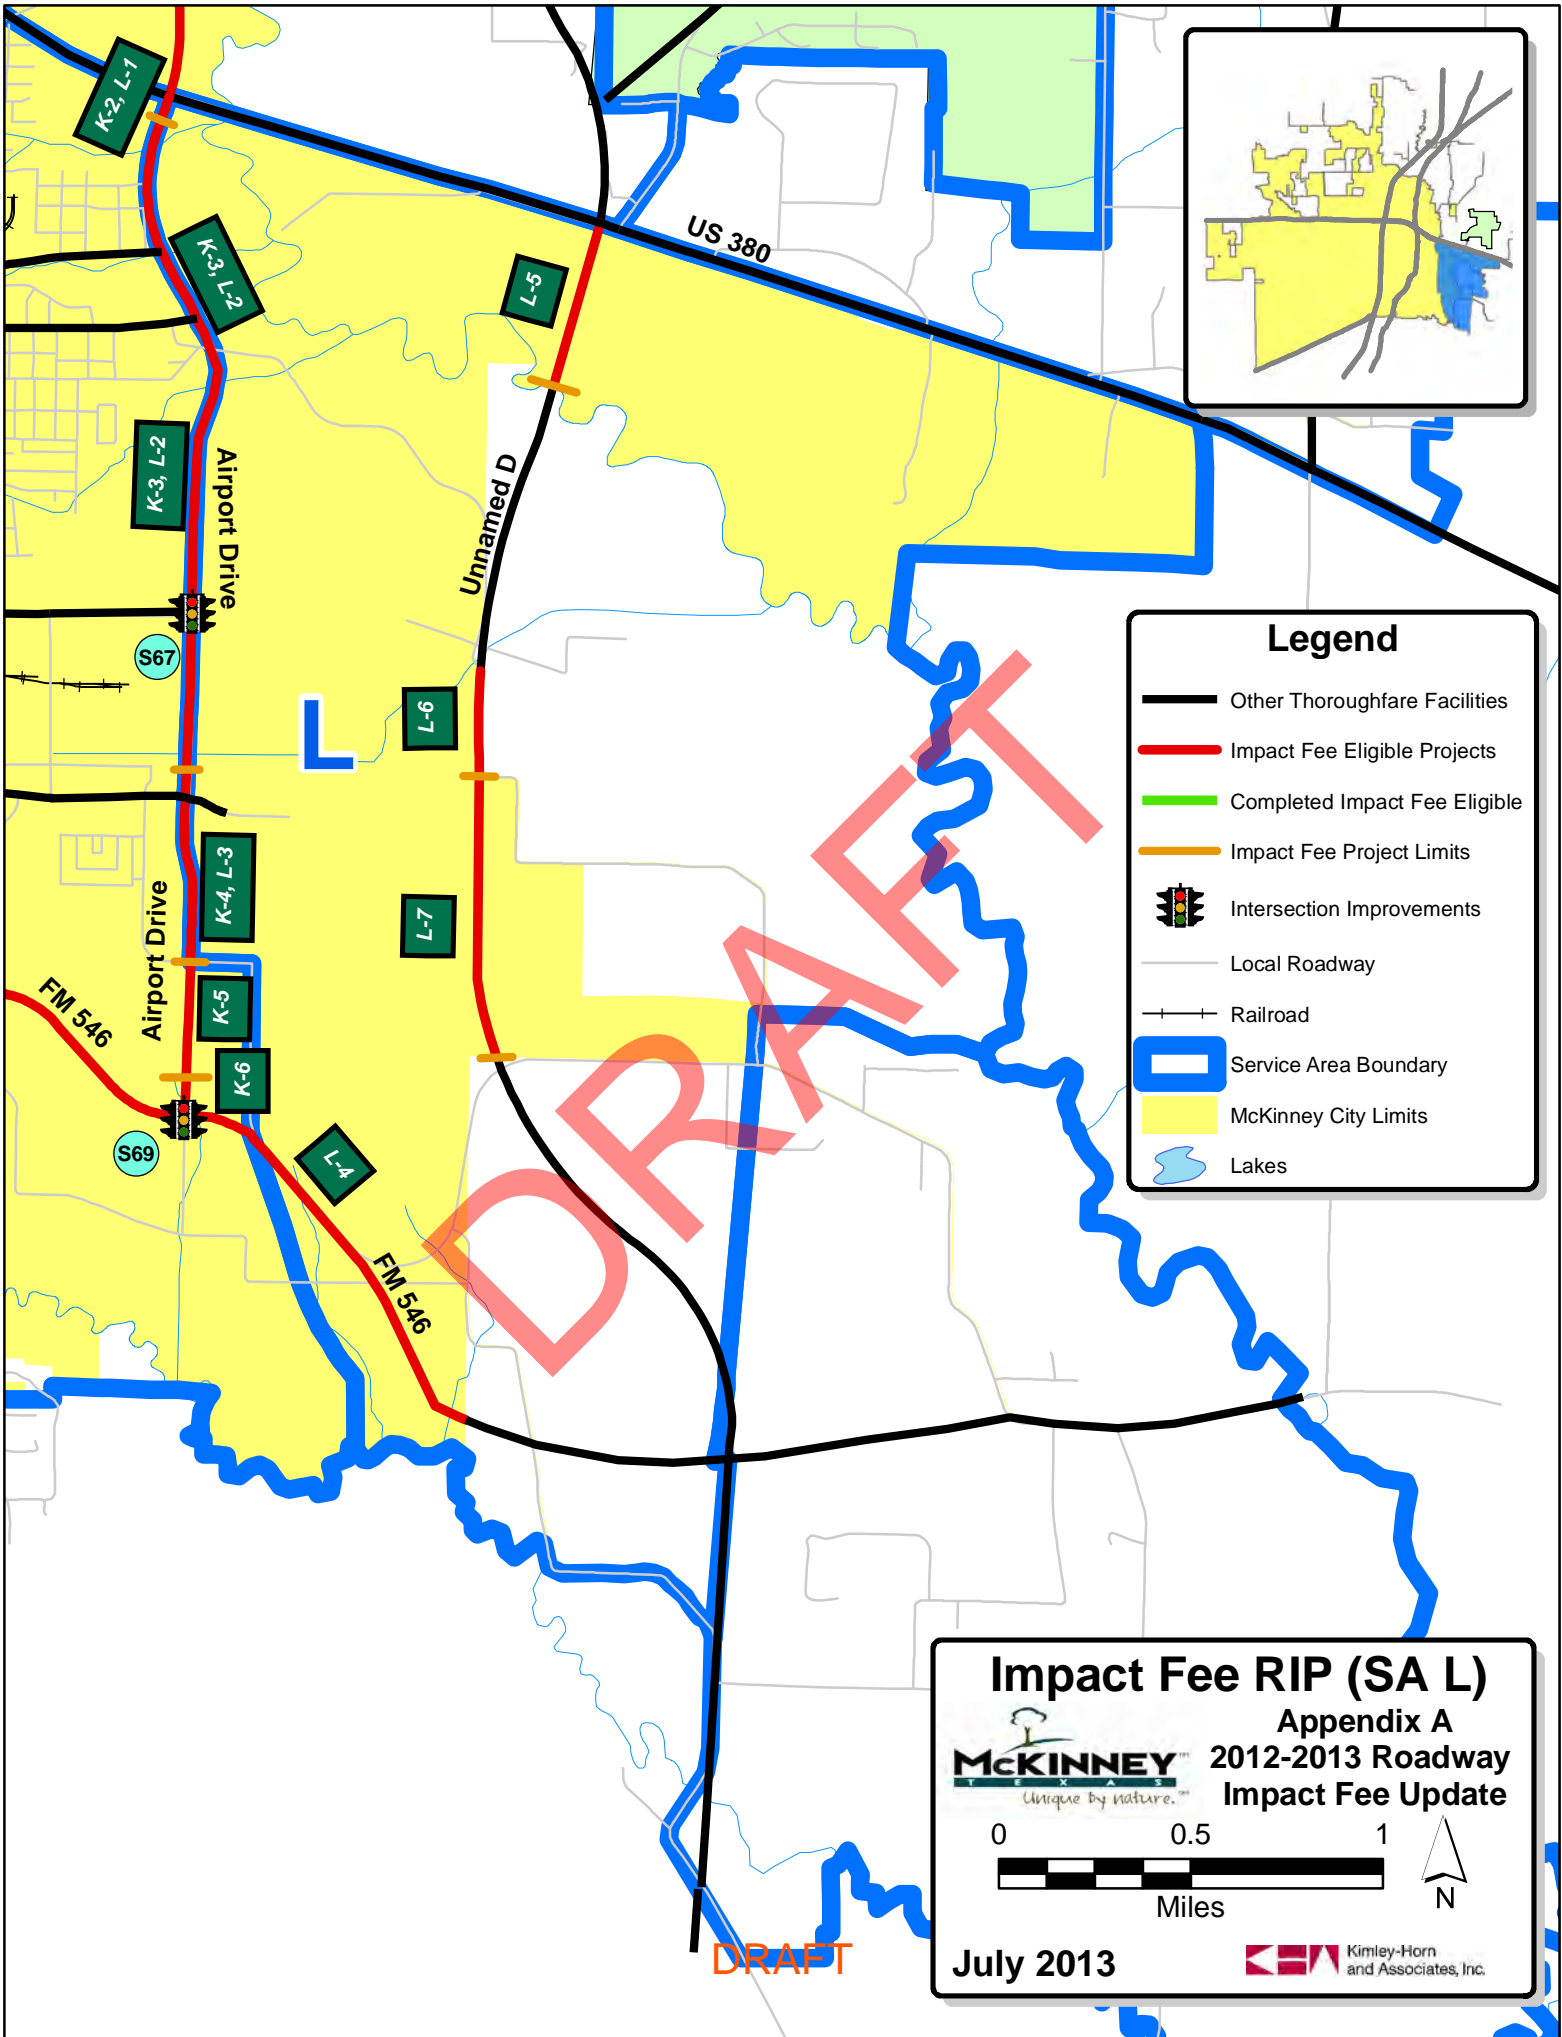 K-2, L-1
K-3, L-2
US 380
L-5
K-3, L-2
Airport Drive
Unnamed D
S67
L
L-6
K-4, L-3
L-7
Airport Drive
FM 546
K-5
K-6
S69
L-4
FM 546
DRAFT
Legend
Other Thoroughfare Facilities
Impact Fee Eligible Projects
Completed Impact Fee Eligible
Impact Fee Project Limits
Intersection Improvements
Local Roadway
Railroad
Service Area Boundary
McKinney City Limits
Lakes
Impact Fee RIP (SA L)
Appendix A
2012-2013 Roadway
Impact Fee Update
McKINNEY
TEXAS
Unique by nature.
0 0.5 1
Miles
N
July 2013
Kimley-Horn
and Associates, Inc.
DRAFT